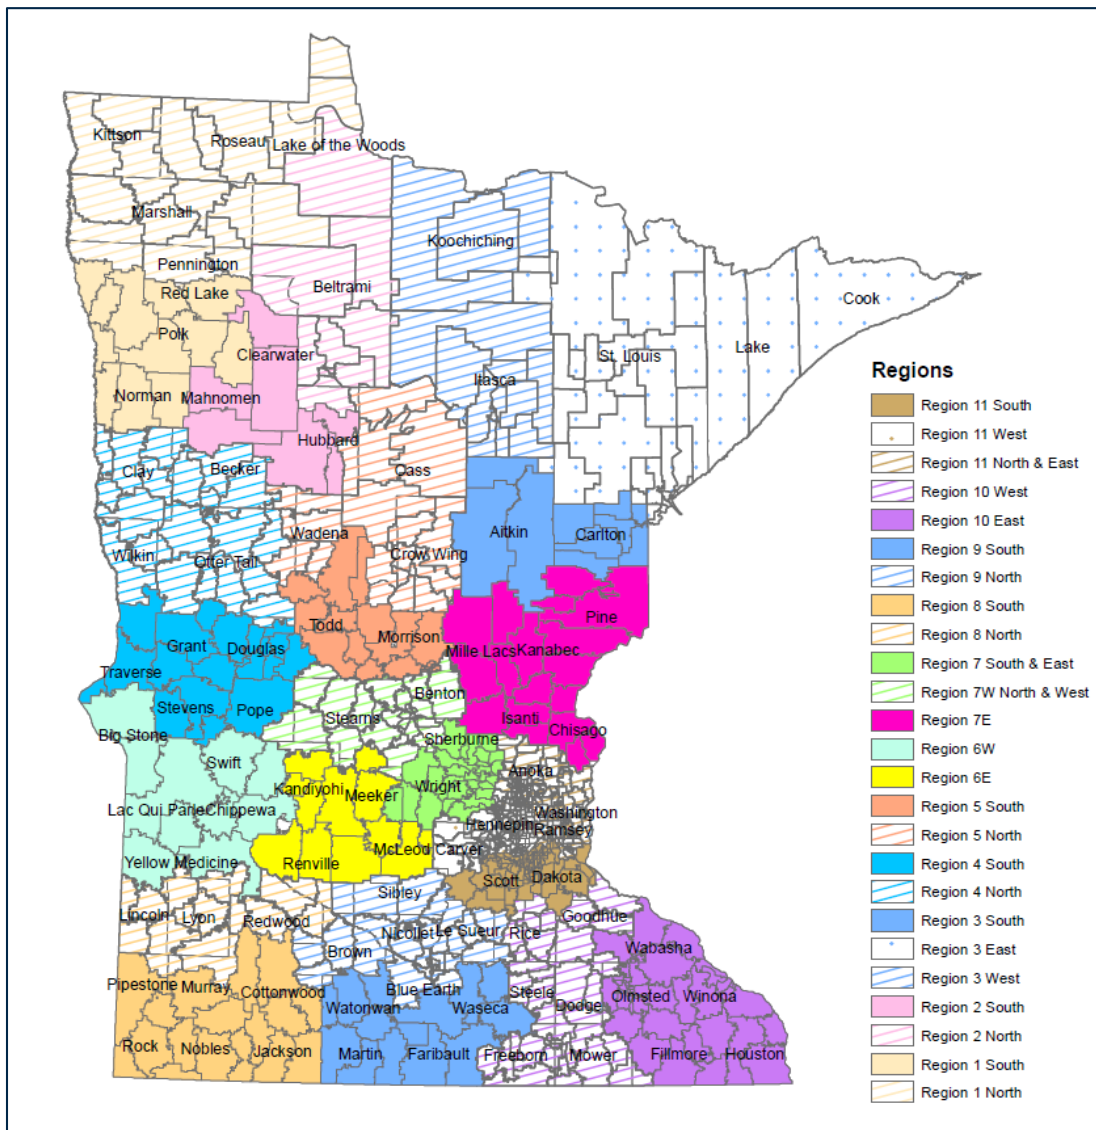 Kittson
Roseau
Lake of the Woods
Marshall
Koochiching
Pennington
Beltrami
Red Lake
Cook
Polk
Clearwater
St. Louis
Lake
Itasca
Norman
Mahnomen
Hubbard
Clay
Becker
Cass
Wadena
Aitkin
Carlton
Wilkin
Otter Tail
Crow Wing
Pine
Todd
Morrison
Grant
Douglas
Mille Lacs
Kanabec
Traverse
Benton
Stevens
Pope
Stearns
Isanti
Chisago
Big Stone
Sherburne
Swift
Anoka
Kandiyohi
Meeker
Wright
Lac Qui Parle
Chippewa
Washington
Hennepin
Ramsey
McLeod
Carver
Yellow Medicine
Renville
Scott
Dakota
Sibley
Lincoln
Lyon
Redwood
Goodhue
Nicollet
Le Sueur
Rice
Brown
Wabasha
Pipestone
Murray
Cottonwood
Watonwan
Blue Earth
Waseca
Steele
Dodge
Olmsted
Winona
Rock
Nobles
Jackson
Martin
Faribault
Freeborn
Mower
Fillmore
Houston
Regions
Region 11 South
Region 11 West
Region 11 North & East
Region 10 West
Region 10 East
Region 9 South
Region 9 North
Region 8 South
Region 8 North
Region 7 South & East
Region 7W North & West
Region 7E
Region 6W
Region 6E
Region 5 South
Region 5 North
Region 4 South
Region 4 North
Region 3 South
Region 3 East
Region 3 West
Region 2 South
Region 2 North
Region 1 South
Region 1 North